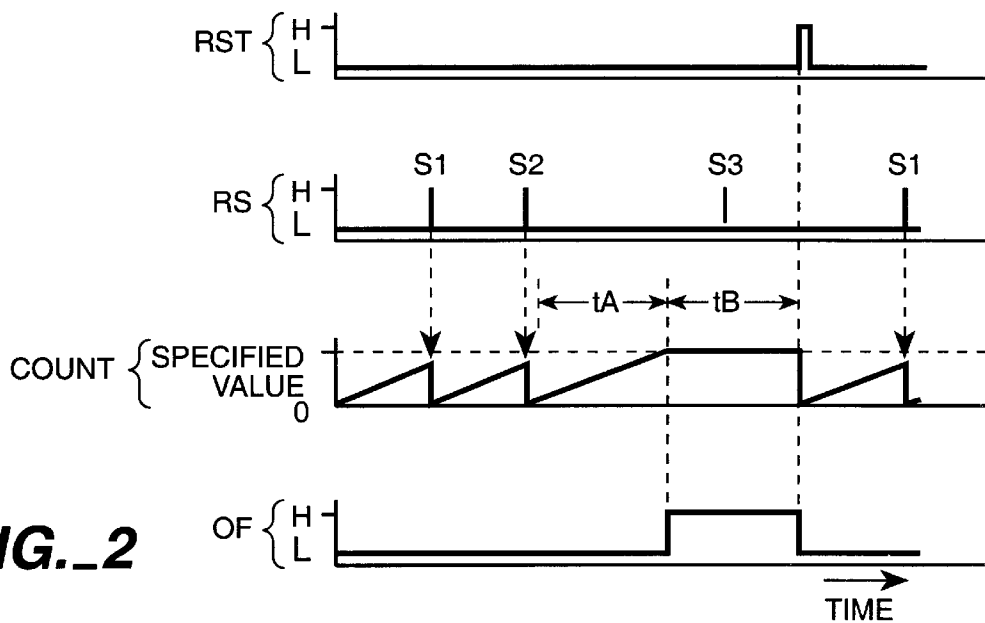 RST { H
L
S1 S2 S3 S1
RS { H
L
tA tB
COUNT { SPECIFIED
VALUE
0
OF { H
L
IG._2
TIME